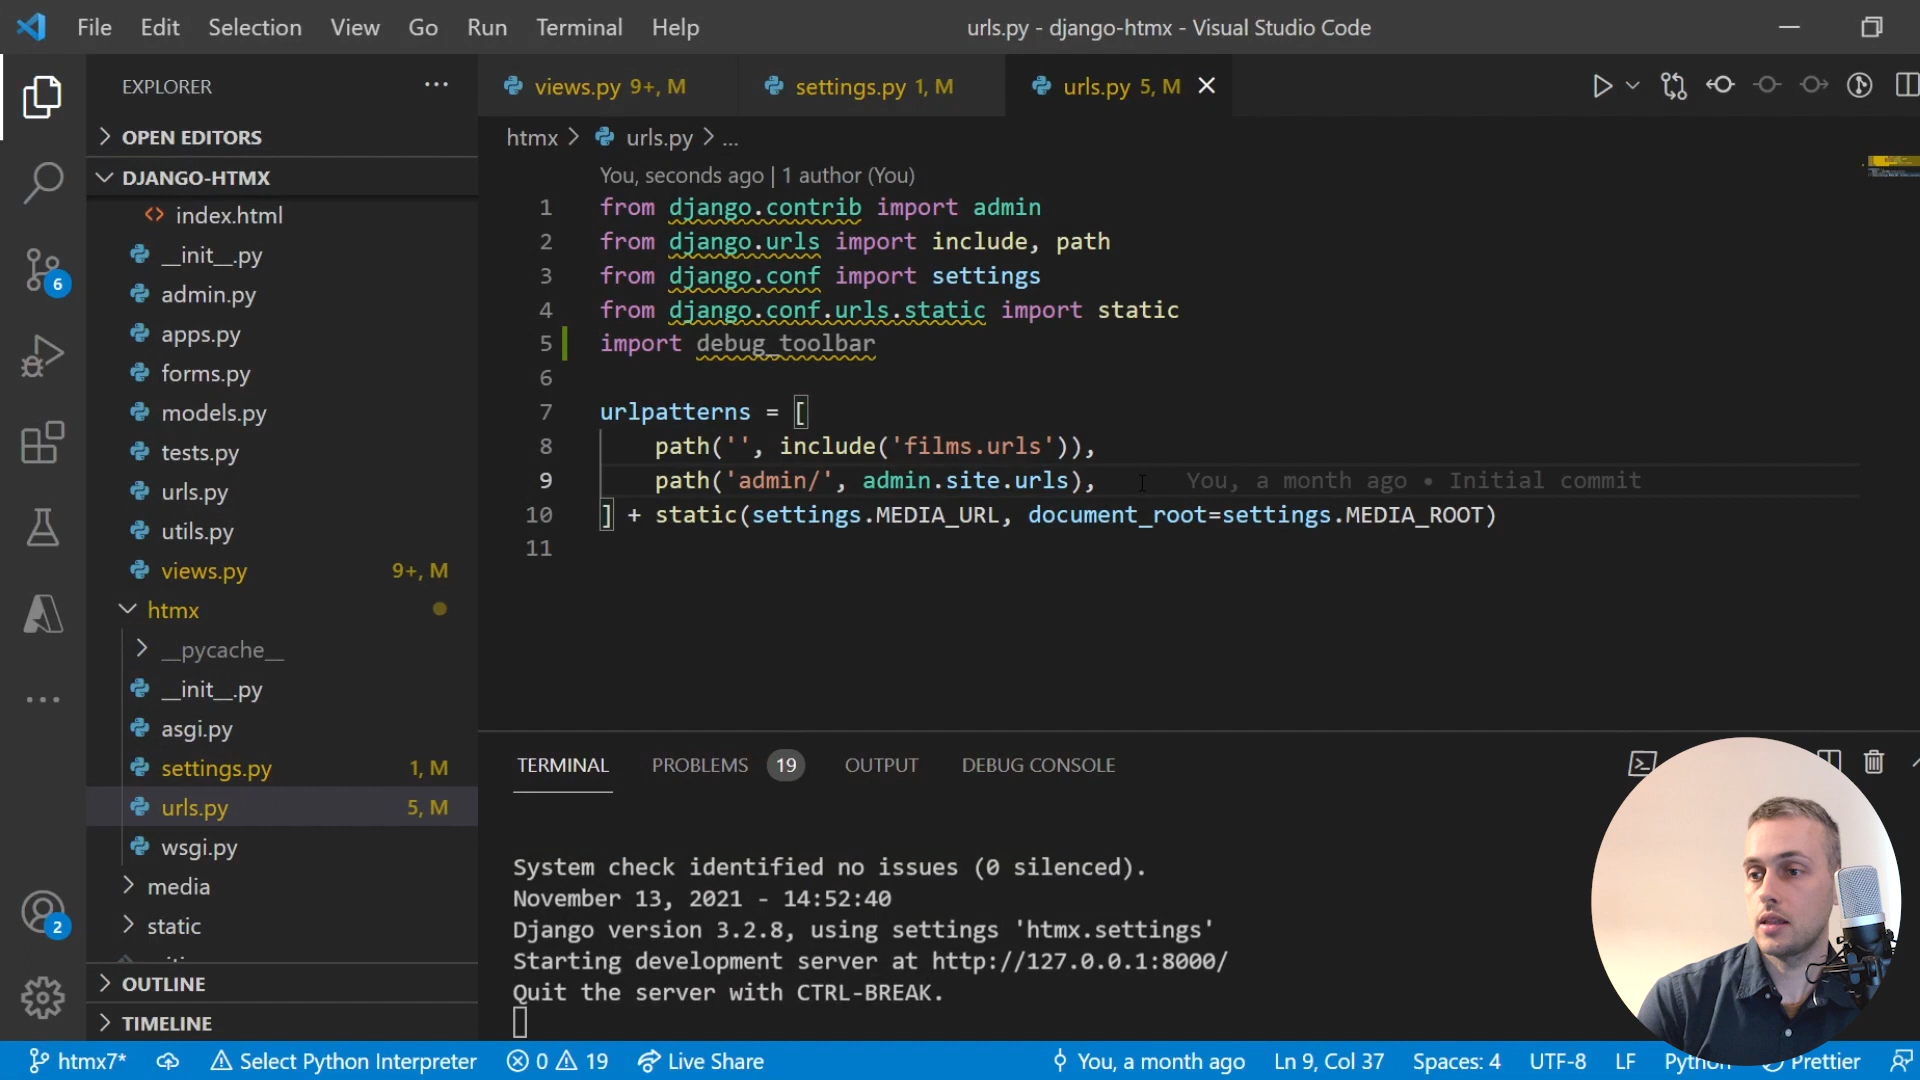 File Edit Selection View Go Run Terminal Help
urls.py - django-htmx - Visual Studio Code
EXPLORER
OPEN EDITORS
DJANGO-HTMX
index.html
__init__.py
admin.py
apps.py
forms.py
models.py
tests.py
urls.py
utils.py
views.py 9+, M
htmx
__pycache__
__init__.py
asgi.py
settings.py 1, M
urls.py 5, M
wsgi.py
media
static
OUTLINE
TIMELINE
6
2
views.py 9+, M settings.py 1, M urls.py 5, M
htmx > urls.py > ...
You, seconds ago | 1 author (You)
1 from django.contrib import admin
2 from django.urls import include, path
3 from django.conf import settings
4 from django.conf.urls.static import static
5 import debug_toolbar
6
7 urlpatterns = [
8 path('', include('films.urls')),
9 path('admin/', admin.site.urls), You, a month ago • Initial commit
10 ] + static(settings.MEDIA_URL, document_root=settings.MEDIA_ROOT)
11
TERMINAL PROBLEMS 19 OUTPUT DEBUG CONSOLE
System check identified no issues (0 silenced).
November 13, 2021 - 14:52:40
Django version 3.2.8, using settings 'htmx.settings'
Starting development server at http://127.0.0.1:8000/
Quit the server with CTRL-BREAK.
htmx7* Select Python Interpreter 0 19 Live Share You, a month ago Ln 9, Col 37 Spaces: 4 UTF-8 LF Python Prettier